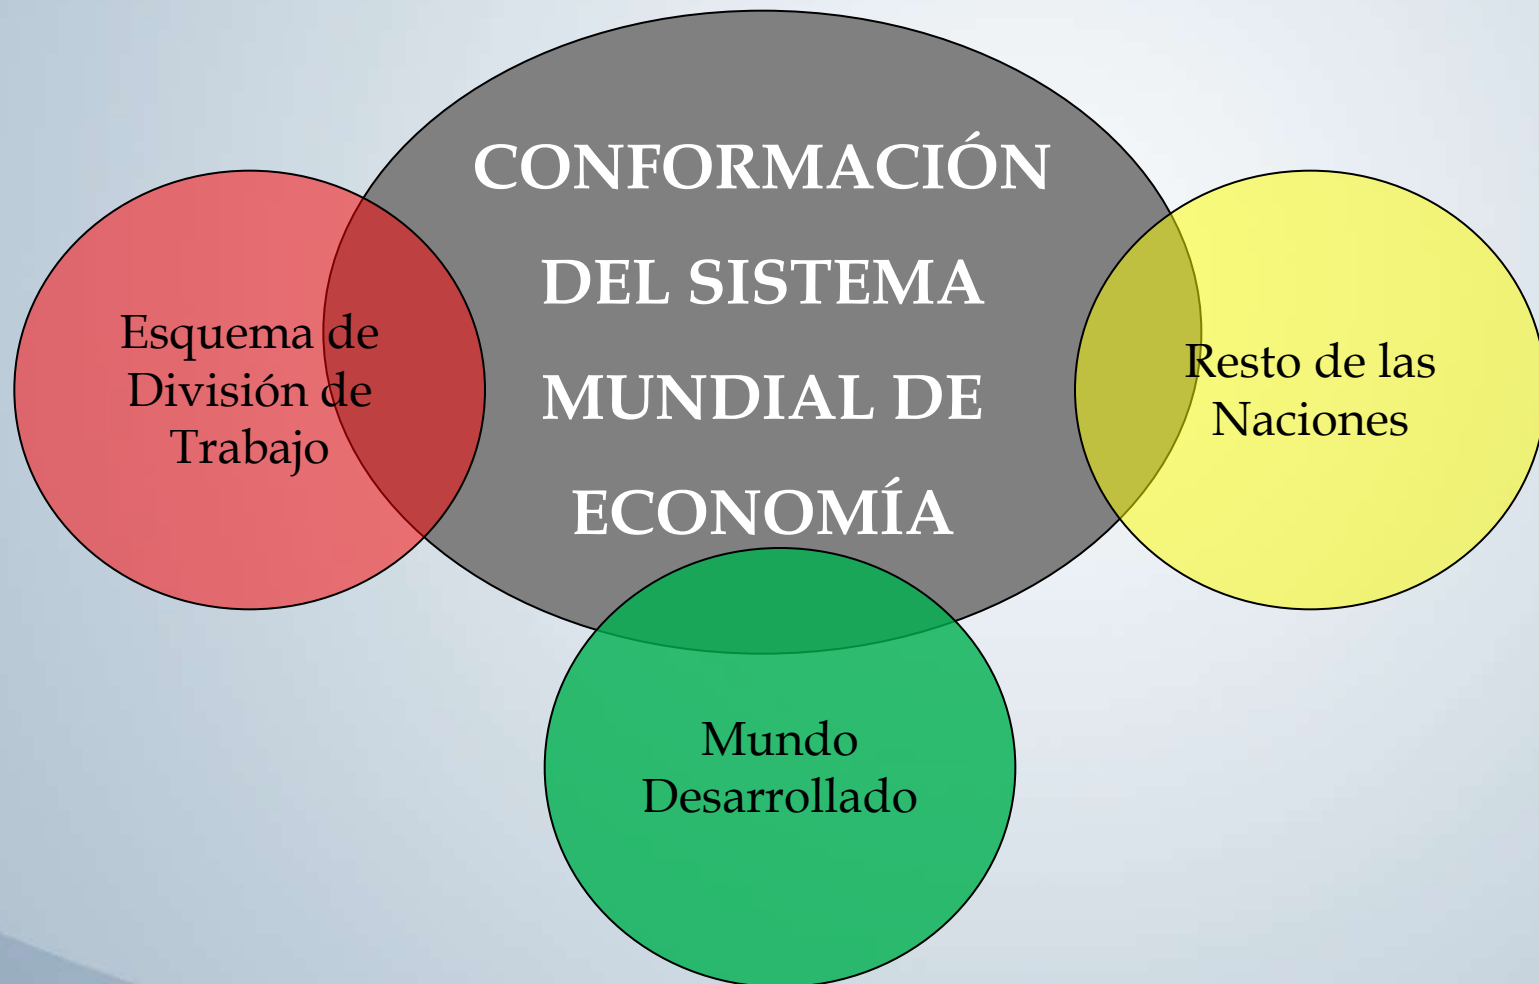 CONFORMACIÓN
DEL SISTEMA
MUNDIAL DE
ECONOMÍA
Esquema de
División de
Trabajo
Resto de las
Naciones
Mundo
Desarrollado